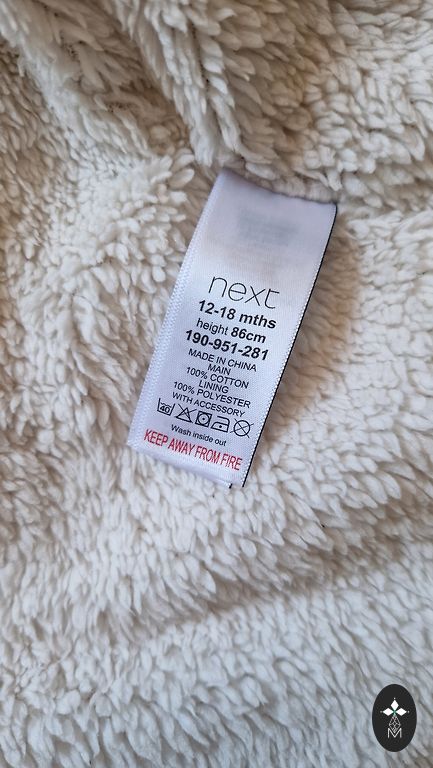 next
12-18 mths
height 86cm
190-951-281
MADE IN CHINA
MAIN
100% COTTON
LINING
100% POLYESTER
WITH ACCESSORY
40
Wash inside out
KEEP AWAY FROM FIRE
M